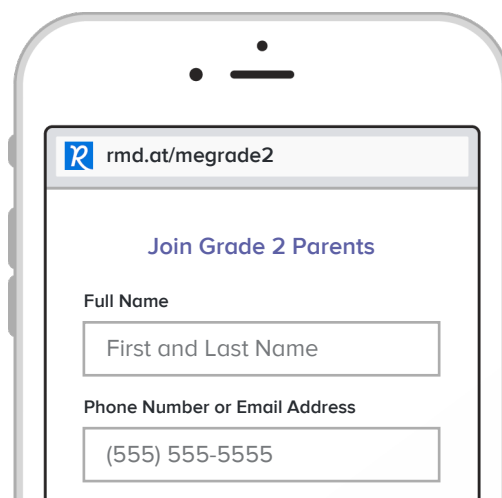 rmd.at/megrade2
Join Grade 2 Parents
Full Name
First and Last Name
Phone Number or Email Address
(555) 555-5555